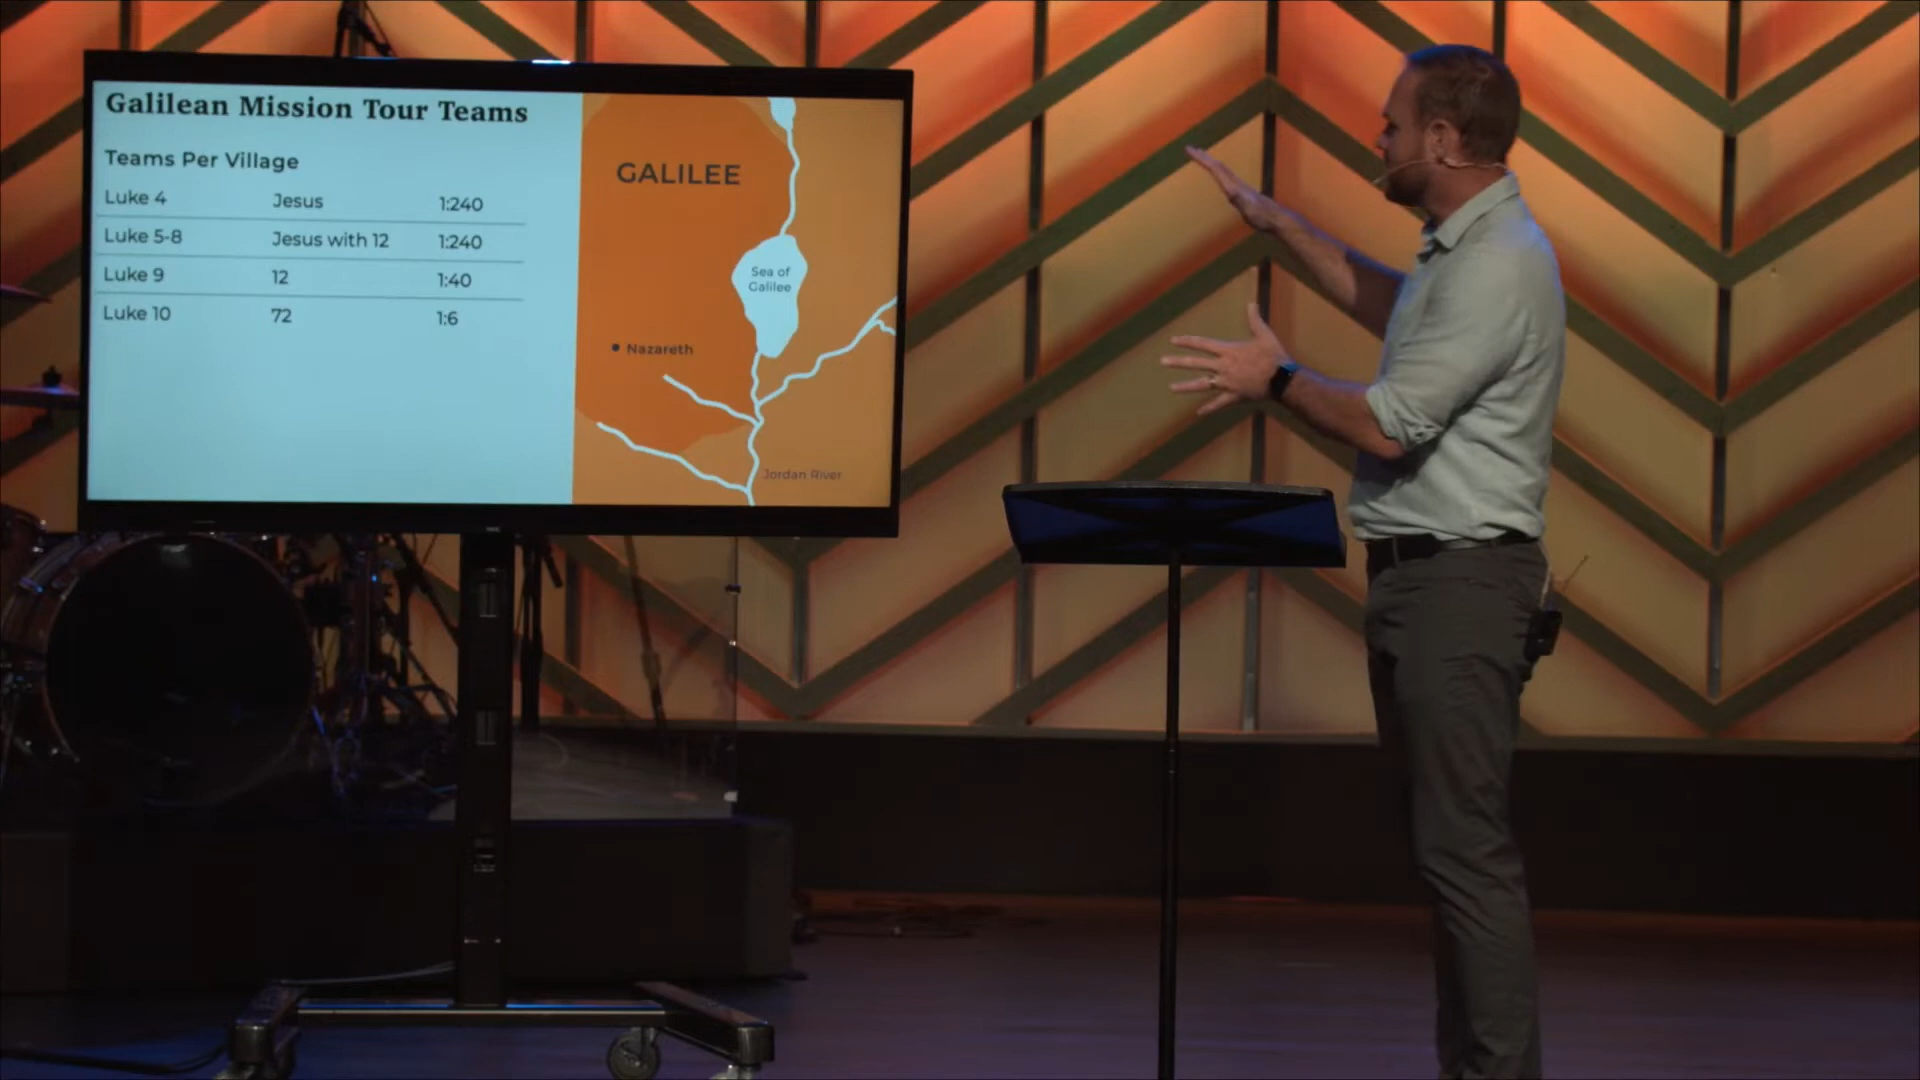 Galilean Mission Tour Teams
Teams Per Village
Luke 4 Jesus 1:240
Luke 5-8 Jesus with 12 1:240
Luke 9 12 1:40
Luke 10 72 1:6
GALILEE
Sea of
Galilee
Nazareth
Jordan River